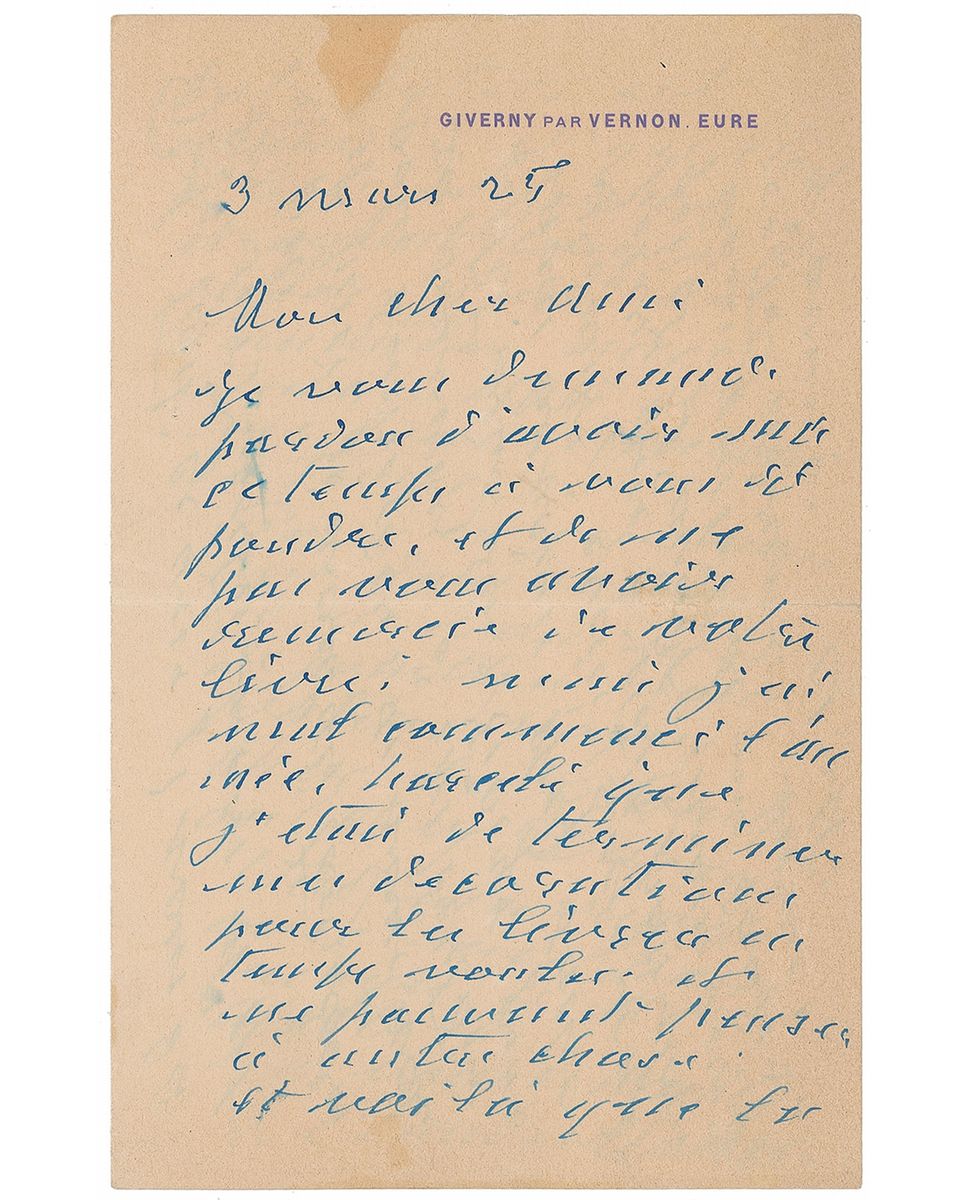 GIVERNY PAR VERNON. EURE
3 mars 25
Mon cher Ami
Je vous demande
pardon d'avoir mis
ce temps à vous ré
pondre, et de ne
pas vous avoir
remercié de votre
livre; mais j'ai
mal commencé l'an
née, harcelé que
j'étais de terminer
mes decorations
pour les livrer en
temps voulu et
ne pouvant penser
à autre chose.
et voilà que la